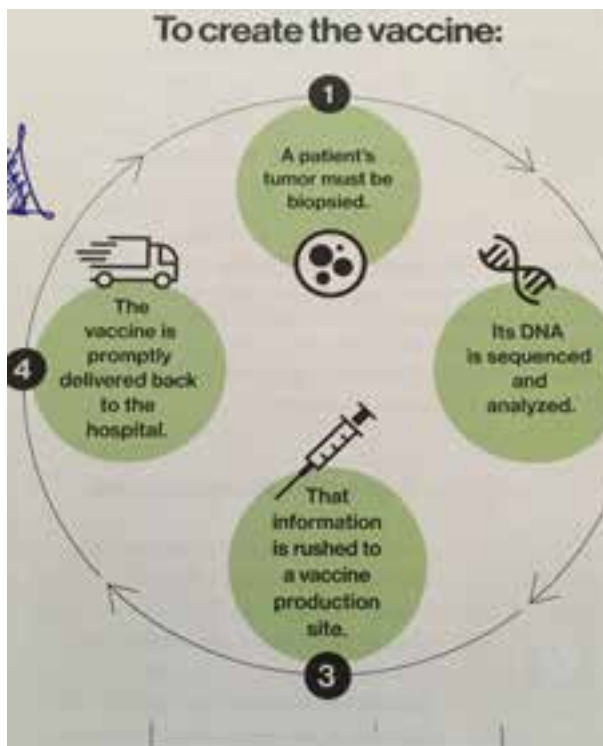 To create the vaccine:
1
A patient's
tumor must be
biopsied.
Its DNA
is sequenced
and
analyzed.
3
That
information
is rushed to
a vaccine
production
site.
4
The
vaccine is
promptly
delivered back
to the
hospital.